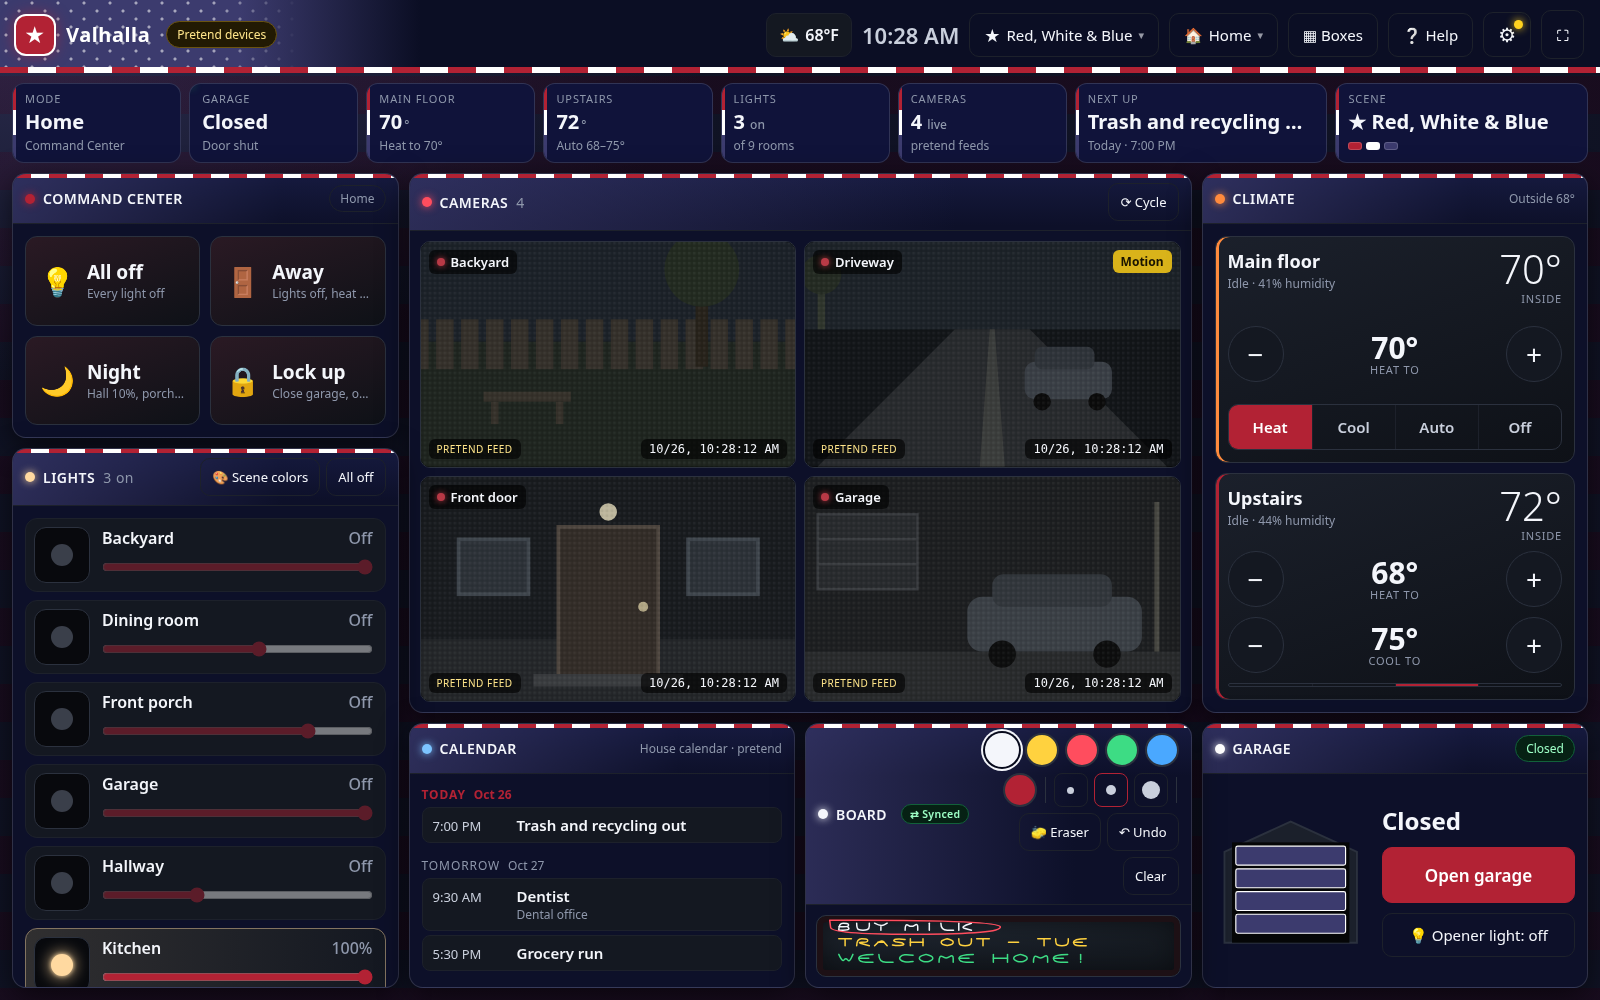 Valhalla
Pretend devices
68°F
10:28 AM
Red, White & Blue
Home
Boxes
Help
MODE
Home
Command Center
GARAGE
Closed
Door shut
MAIN FLOOR
70°
Heat to 70°
UPSTAIRS
72°
Auto 68–75°
LIGHTS
3 on
of 9 rooms
CAMERAS
4 live
pretend feeds
NEXT UP
Trash and recycling ...
Today · 7:00 PM
SCENE
★ Red, White & Blue
COMMAND CENTER
Home
All off
Every light off
Away
Lights off, heat ...
Night
Hall 10%, porch...
Lock up
Close garage, o...
LIGHTS 3 on
Scene colors
All off
Backyard Off
Dining room Off
Front porch Off
Garage Off
Hallway Off
Kitchen 100%
CAMERAS 4
Cycle
Backyard
PRETEND FEED
10/26, 10:28:12 AM
Driveway
Motion
PRETEND FEED
10/26, 10:28:12 AM
Front door
PRETEND FEED
10/26, 10:28:12 AM
Garage
PRETEND FEED
10/26, 10:28:12 AM
CLIMATE
Outside 68°
Main floor
Idle · 41% humidity
70°
INSIDE
−
70°
HEAT TO
+
Heat
Cool
Auto
Off
Upstairs
Idle · 44% humidity
72°
INSIDE
−
68°
HEAT TO
+
−
75°
COOL TO
+
CALENDAR
House calendar · pretend
TODAY Oct 26
7:00 PM Trash and recycling out
TOMORROW Oct 27
9:30 AM Dentist
Dental office
5:30 PM Grocery run
BOARD
⇄ Synced
Eraser
↶ Undo
Clear
BUY MILK
TRASH OUT – TUE
WELCOME HOME!
GARAGE
Closed
Closed
Open garage
Opener light: off